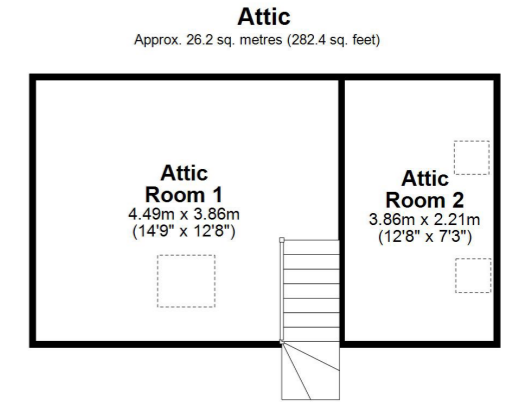 Attic
Approx. 26.2 sq. metres (282.4 sq. feet)
Attic
Room 1
4.49m x 3.86m
(14'9" x 12'8")
Attic
Room 2
3.86m x 2.21m
(12'8" x 7'3")